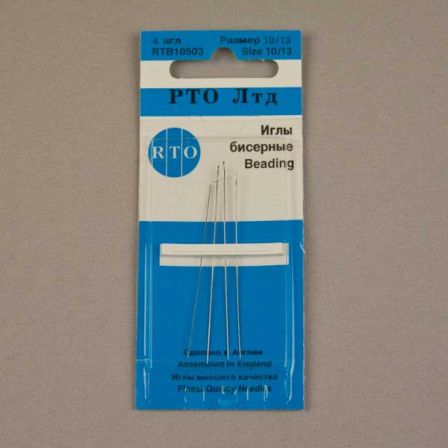 4 игл Размер 10/13
RTB10503 Size 10/13
РТО Лтд
RTO
Иглы
бисерные
Beading
Сделано в Англии
Assembled in England
Иглы высшего качества
Finest Quality Needles